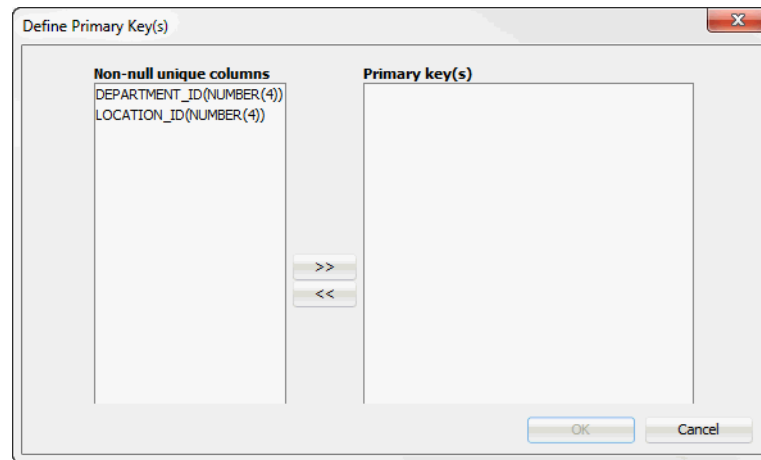 Define Primary Key(s)
Non-null unique columns
Primary key(s)
DEPARTMENT_ID(NUMBER(4))
LOCATION_ID(NUMBER(4))
>>
<<
OK
Cancel